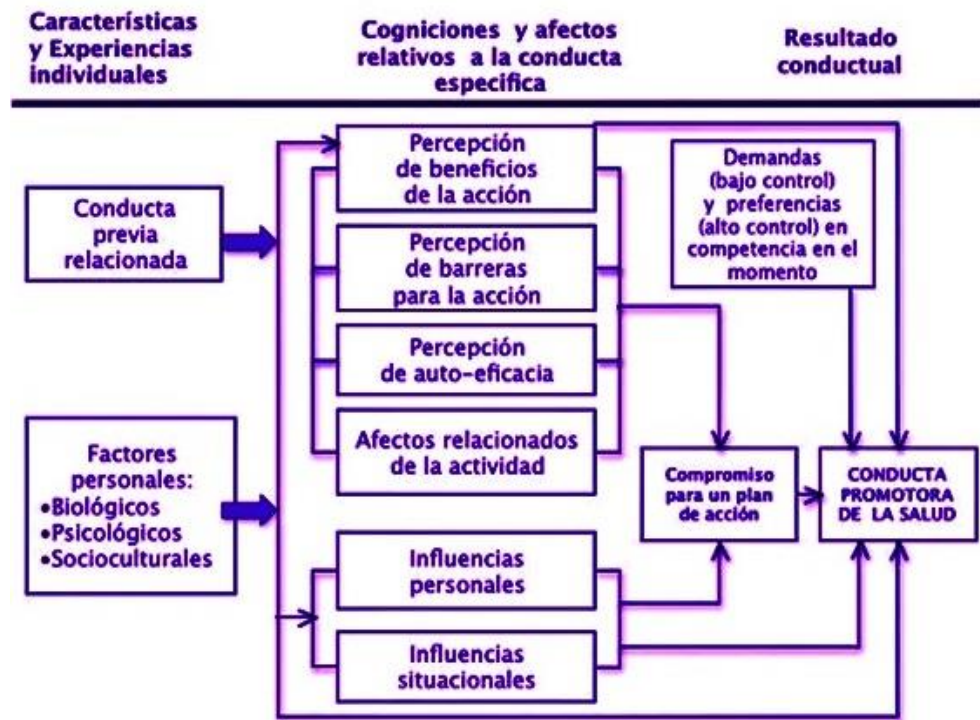 Características
y Experiencias
individuales
Cogniciones y afectos
relativos a la conducta
especifica
Resultado
conductual
Conducta
previa
relacionada
Factores
personales:
•Biológicos
•Psicológicos
•Socioculturales
Percepción
de beneficios
de la acción
Percepción
de barreras
para la acción
Percepción
de auto-eficacia
Afectos relacionados
de la actividad
Influencias
personales
Influencias
situacionales
Demandas
(bajo control)
y preferencias
(alto control) en
competencia en el
momento
Compromiso
para un plan
de acción
CONDUCTA
PROMOTORA
DE LA SALUD